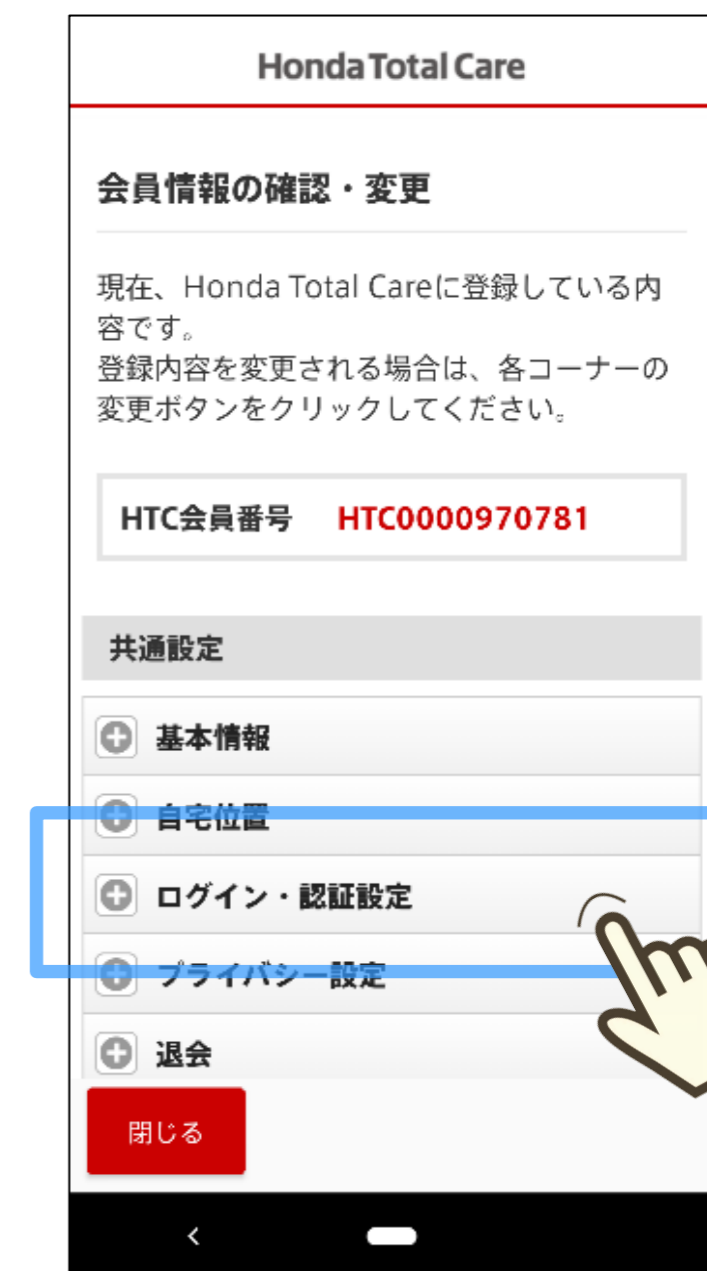 Honda Total Care
会員情報の確認・変更
現在、Honda Total Careに登録している内
容です。
登録内容を変更される場合は、各コーナーの
変更ボタンをクリックしてください。
HTC会員番号 HTC0000970781
共通設定
基本情報
自宅位置
ログイン・認証設定
プライバシー設定
退会
閉じる